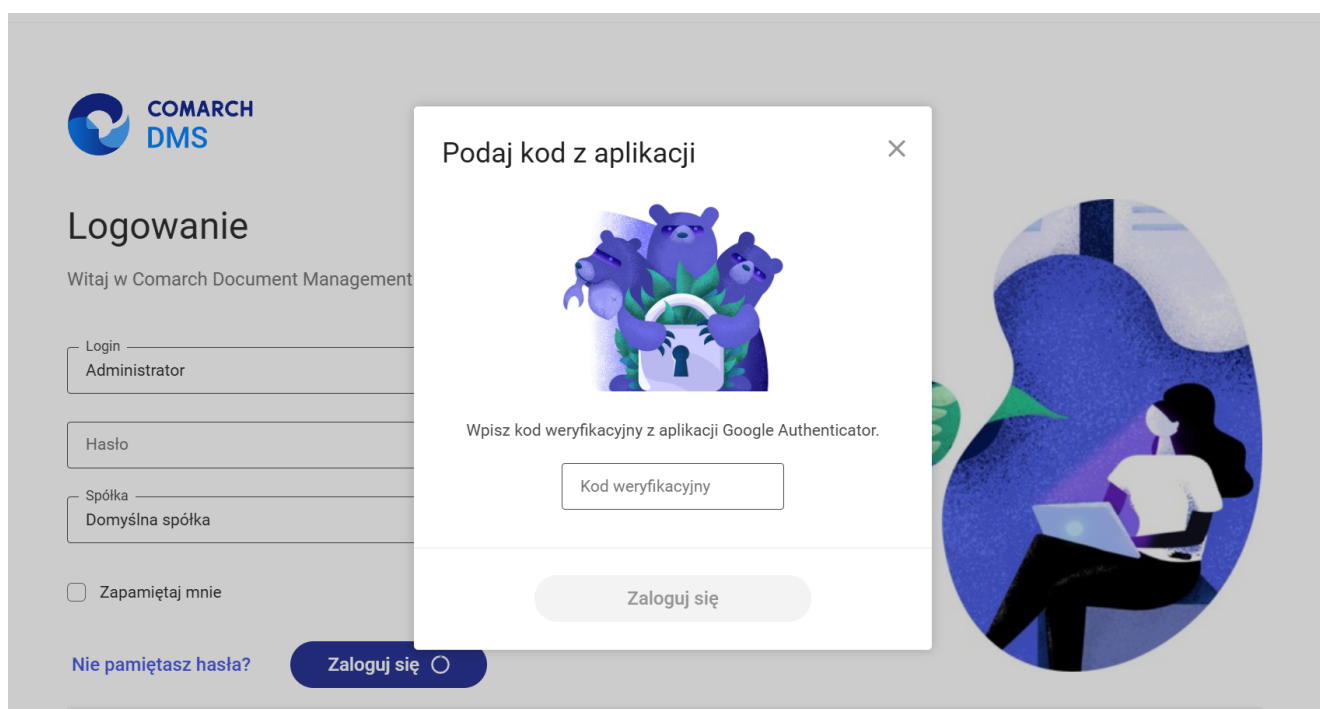 COMARCH
DMS
Logowanie
Witaj w Comarch Document Management
Login
Administrator
Hasło
Spółka
Domyślna spółka
Zapamiętaj mnie
Nie pamiętasz hasła?
Zaloguj się
Podaj kod z aplikacji
Wpisz kod weryfikacyjny z aplikacji Google Authenticator.
Kod weryfikacyjny
Zaloguj się